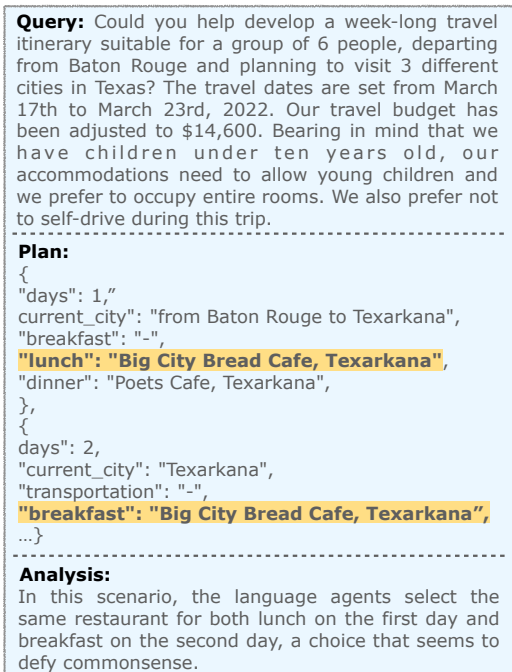 Query: Could you help develop a week-long travel
itinerary suitable for a group of 6 people, departing
from Baton Rouge and planning to visit 3 different
cities in Texas? The travel dates are set from March
17th to March 23rd, 2022. Our travel budget has
been adjusted to $14,600. Bearing in mind that we
have children under ten years old, our
accommodations need to allow young children and
we prefer to occupy entire rooms. We also prefer not
to self-drive during this trip.
Plan:
{
"days": 1,”
current_city": "from Baton Rouge to Texarkana",
"breakfast": "-",
"lunch": "Big City Bread Cafe, Texarkana",
"dinner": "Poets Cafe, Texarkana",
},
{
days": 2,
"current_city": "Texarkana",
"transportation": "-",
"breakfast": "Big City Bread Cafe, Texarkana”,
…}
Analysis:
In this scenario, the language agents select the
same restaurant for both lunch on the first day and
breakfast on the second day, a choice that seems to
defy commonsense.